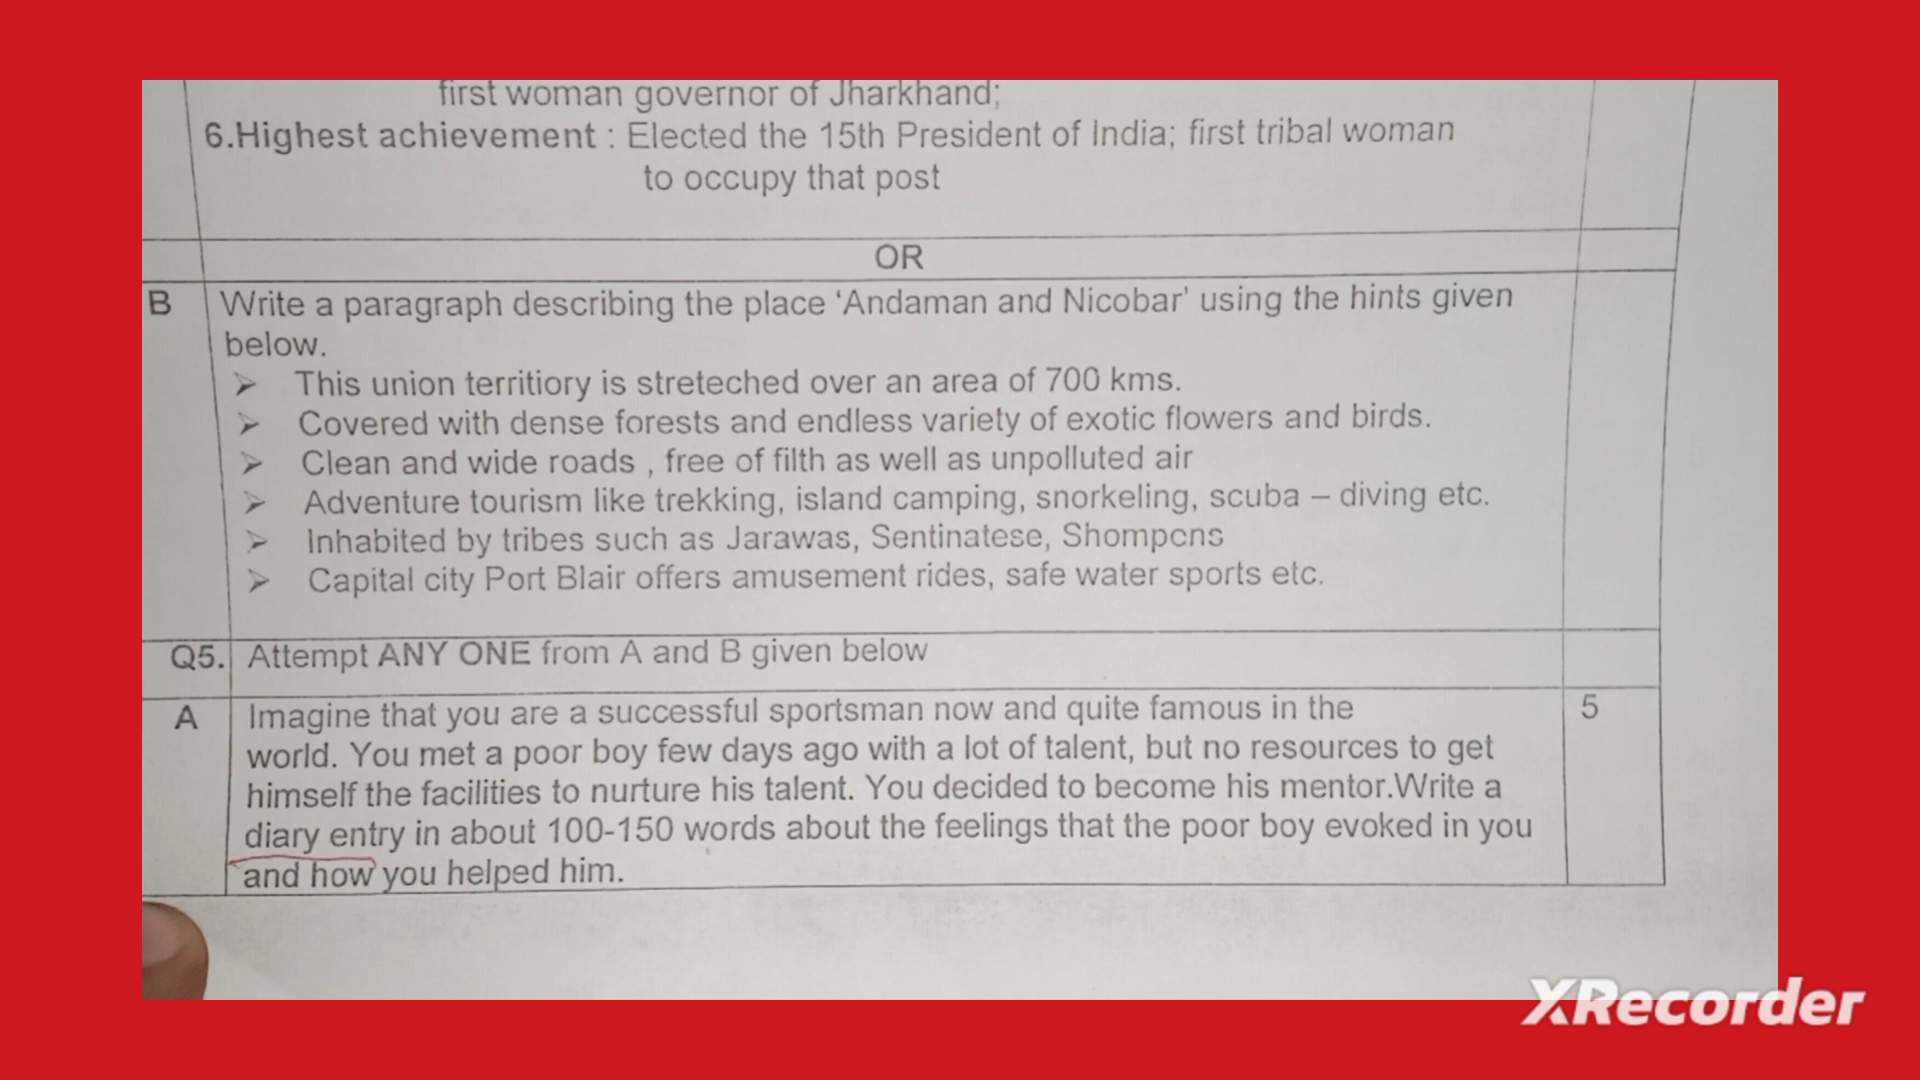 first woman governor of Jharkhand;
6.Highest achievement : Elected the 15th President of India; first tribal woman
to occupy that post
OR
B Write a paragraph describing the place ‘Andaman and Nicobar’ using the hints given
below.
➢ This union territiory is streteched over an area of 700 kms.
➢ Covered with dense forests and endless variety of exotic flowers and birds.
➢ Clean and wide roads , free of filth as well as unpolluted air
➢ Adventure tourism like trekking, island camping, snorkeling, scuba – diving etc.
➢ Inhabited by tribes such as Jarawas, Sentinatese, Shompcns
➢ Capital city Port Blair offers amusement rides, safe water sports etc.
Q5. Attempt ANY ONE from A and B given below
A Imagine that you are a successful sportsman now and quite famous in the 5
world. You met a poor boy few days ago with a lot of talent, but no resources to get
himself the facilities to nurture his talent. You decided to become his mentor.Write a
diary entry in about 100-150 words about the feelings that the poor boy evoked in you
and how you helped him.
XRecorder